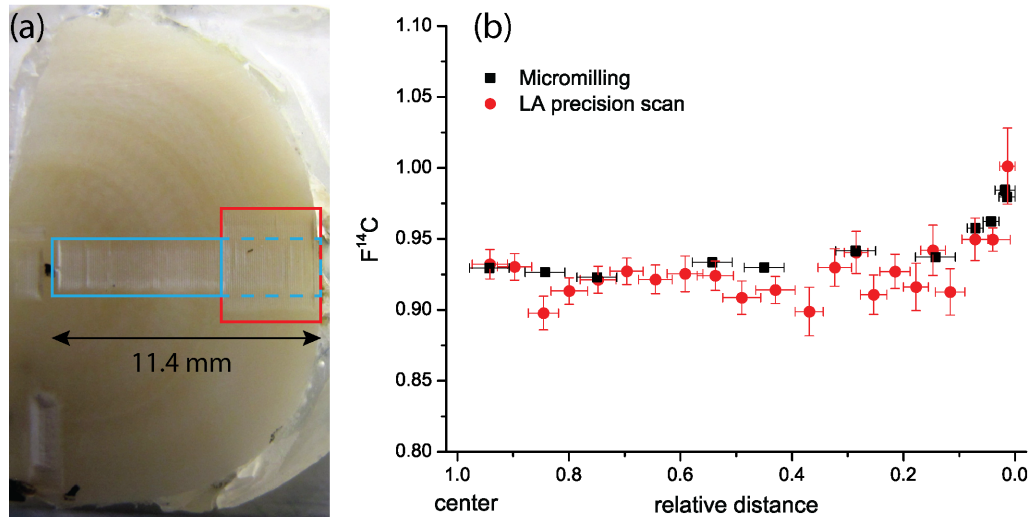 (a)
11.4 mm
(b)
1.10
1.05
1.00
0.95
0.90
0.85
0.80
F¹⁴C
Micromilling
LA precision scan
1.0 0.8 0.6 0.4 0.2 0.0
center relative distance